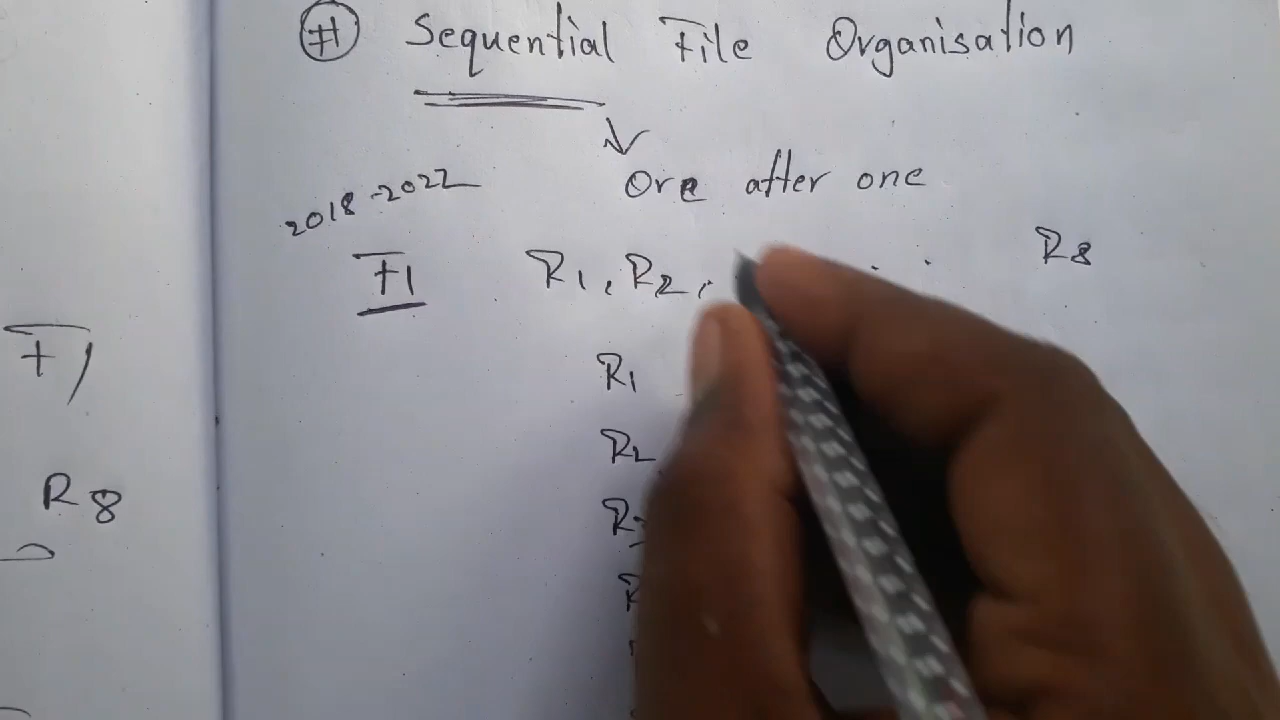 # Sequential File Organisation
One after one
2018-2022
F1 R1, R2, . . R8
R1
R2
R
R
F1
R8